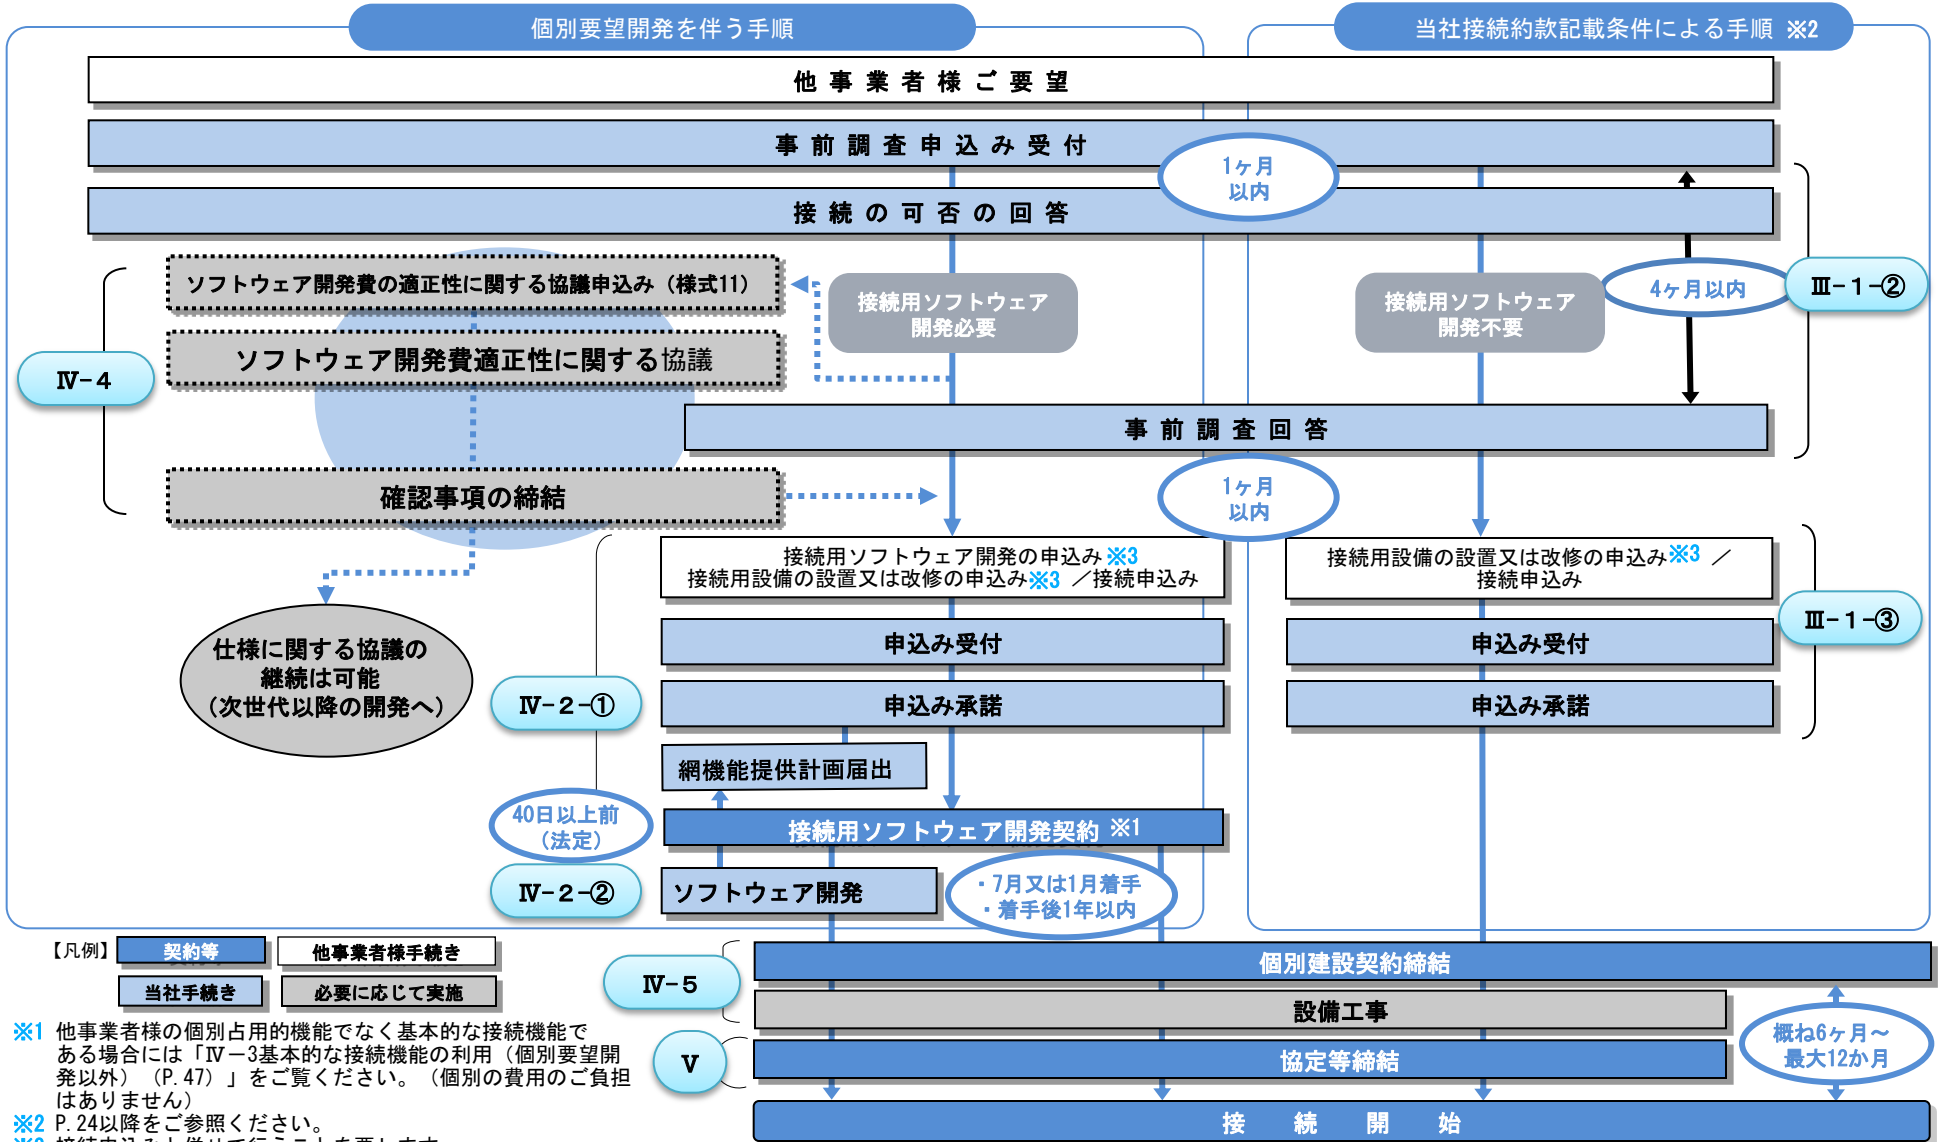 個別要望開発を伴う手順
当社接続約款記載条件による手順 ※2
他事業者様ご要望
事前調査申込み受付
1ヶ月
以内
接続の可否の回答
ソフトウェア開発費の適正性に関する協議申込み（様式11）
接続用ソフトウェア
開発必要
接続用ソフトウェア
開発不要
4ヶ月以内
Ⅲ-1-②
ソフトウェア開発費適正性に関する協議
Ⅳ-4
事前調査回答
確認事項の締結
1ヶ月
以内
接続用ソフトウェア開発の申込み※3
接続用設備の設置又は改修の申込み※3 ／接続申込み
接続用設備の設置又は改修の申込み※3 ／
接続申込み
仕様に関する協議の
継続は可能
（次世代以降の開発へ）
申込み受付
申込み受付
Ⅲ-1-③
Ⅳ-2-①
申込み承諾
申込み承諾
網機能提供計画届出
40日以上前
（法定）
接続用ソフトウェア開発契約 ※1
Ⅳ-2-②
ソフトウェア開発
・7月又は1月着手
・着手後1年以内
【凡例】
契約等
他事業者様手続き
当社手続き
必要に応じて実施
Ⅳ-5
個別建設契約締結
設備工事
概ね6ヶ月～
最大12か月
Ⅴ
協定等締結
接続開始
※1 他事業者様の個別占用的機能でなく基本的な接続機能で
ある場合には「Ⅳ－3基本的な接続機能の利用（個別要望開
発以外）（P.47）」をご覧ください。（個別の費用のご負担
はありません）
※2 P.24以降をご参照ください。
※3 接続申込みと併せて行うことを要します。